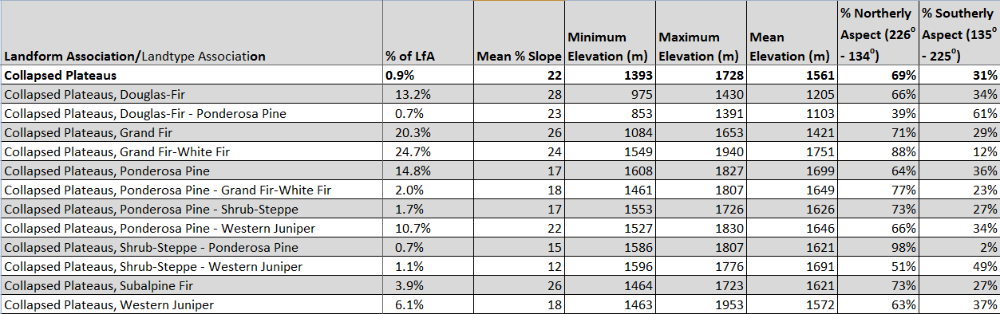 Landform Association/Landtype Association | % of LfA | Mean % Slope | Minimum Elevation (m) | Maximum Elevation (m) | Mean Elevation (m) | % Northerly Aspect (226° - 134°) | % Southerly Aspect (135° - 225°)
Collapsed Plateaus | 0.9% | 22 | 1393 | 1728 | 1561 | 69% | 31%
Collapsed Plateaus, Douglas-Fir | 13.2% | 28 | 975 | 1430 | 1205 | 66% | 34%
Collapsed Plateaus, Douglas-Fir - Ponderosa Pine | 0.7% | 23 | 853 | 1391 | 1103 | 39% | 61%
Collapsed Plateaus, Grand Fir | 20.3% | 26 | 1084 | 1653 | 1421 | 71% | 29%
Collapsed Plateaus, Grand Fir-White Fir | 24.7% | 24 | 1549 | 1940 | 1751 | 88% | 12%
Collapsed Plateaus, Ponderosa Pine | 14.8% | 17 | 1608 | 1827 | 1699 | 64% | 36%
Collapsed Plateaus, Ponderosa Pine - Grand Fir-White Fir | 2.0% | 18 | 1461 | 1807 | 1649 | 77% | 23%
Collapsed Plateaus, Ponderosa Pine - Shrub-Steppe | 1.7% | 17 | 1553 | 1726 | 1626 | 73% | 27%
Collapsed Plateaus, Ponderosa Pine - Western Juniper | 10.7% | 22 | 1527 | 1830 | 1646 | 66% | 34%
Collapsed Plateaus, Shrub-Steppe - Ponderosa Pine | 0.7% | 15 | 1586 | 1807 | 1621 | 98% | 2%
Collapsed Plateaus, Shrub-Steppe - Western Juniper | 1.1% | 12 | 1596 | 1776 | 1691 | 51% | 49%
Collapsed Plateaus, Subalpine Fir | 3.9% | 26 | 1464 | 1723 | 1621 | 73% | 27%
Collapsed Plateaus, Western Juniper | 6.1% | 18 | 1463 | 1953 | 1572 | 63% | 37%